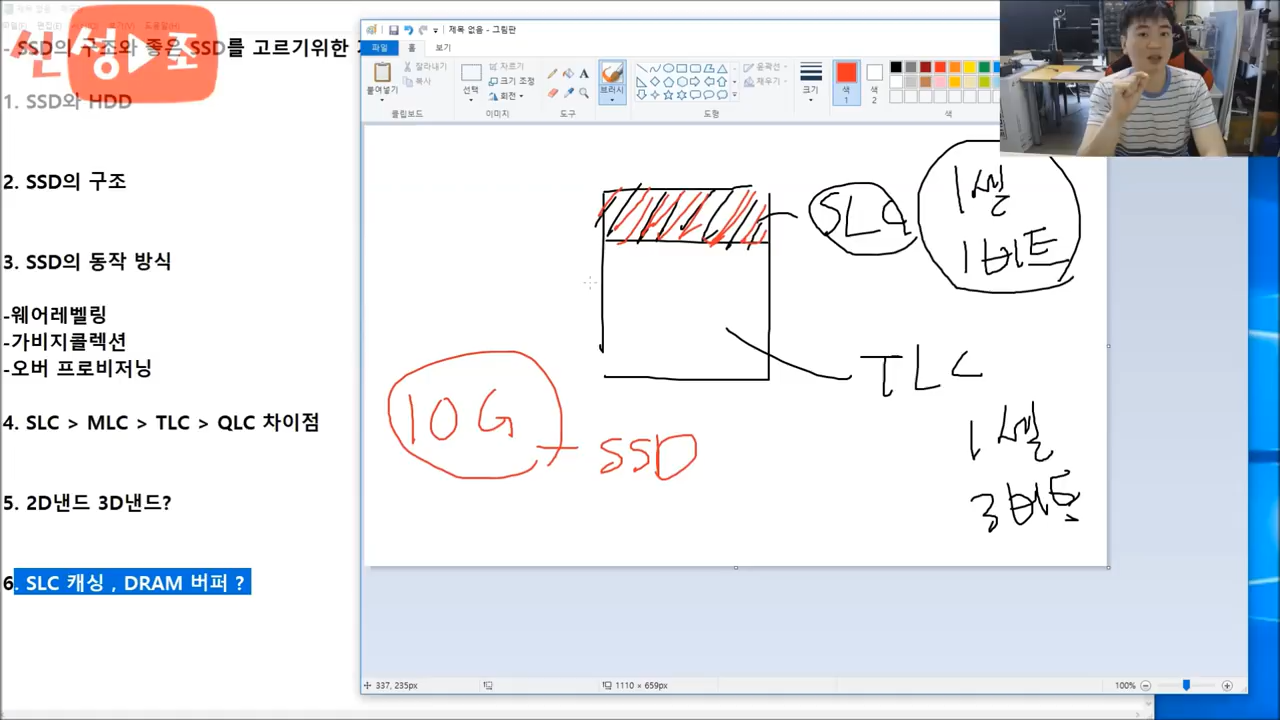 신성조
- SSD의 구조와 좋은 SSD를 고르기위한
1. SSD와 HDD
2. SSD의 구조
3. SSD의 동작 방식
-웨어레벨링
-가비지콜렉션
-오버 프로비저닝
4. SLC > MLC > TLC > QLC 차이점
5. 2D낸드 3D낸드?
6. SLC 캐싱 , DRAM 버퍼 ?
제목 없음 - 그림판
파일
홈
보기
붙여넣기
잘라내기
복사
클립보드
선택
자르기
크기 조정
회전
이미지
도구
브러시
윤곽선
채우기
도형
크기
색 1
색 2
색
SLC
1셀
1비트
TLC
1셀
3비트
10G
SSD
337, 235px
1110 × 659px
100%